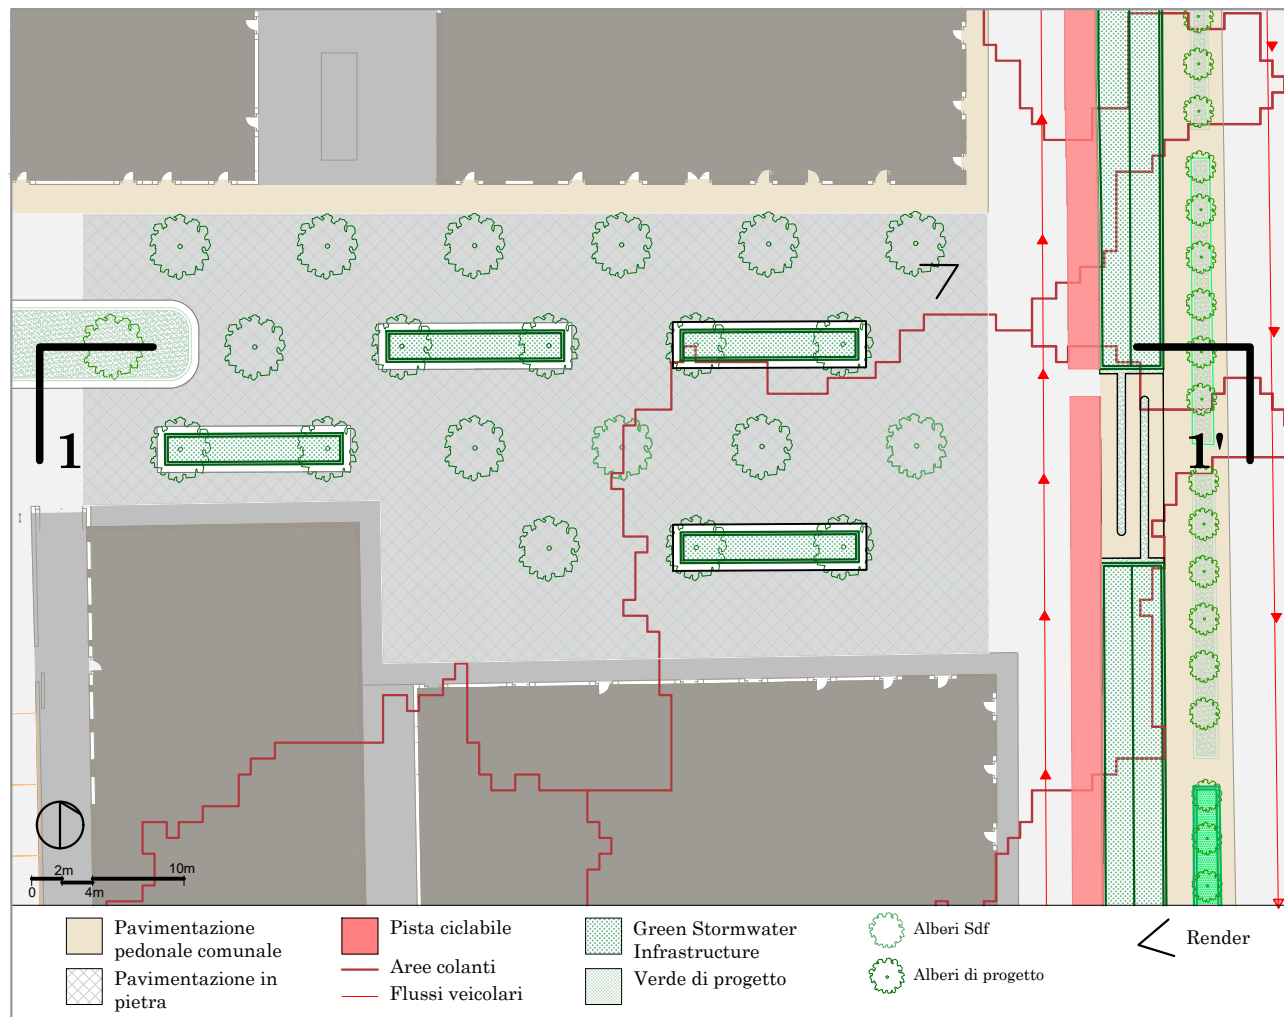 1
1'
2m
10m
0
4m
Pavimentazione
pedonale comunale
Pavimentazione in
pietra
Pista ciclabile
Aree colanti
Flussi veicolari
Green Stormwater
Infrastructure
Verde di progetto
Alberi Sdf
Alberi di progetto
Render